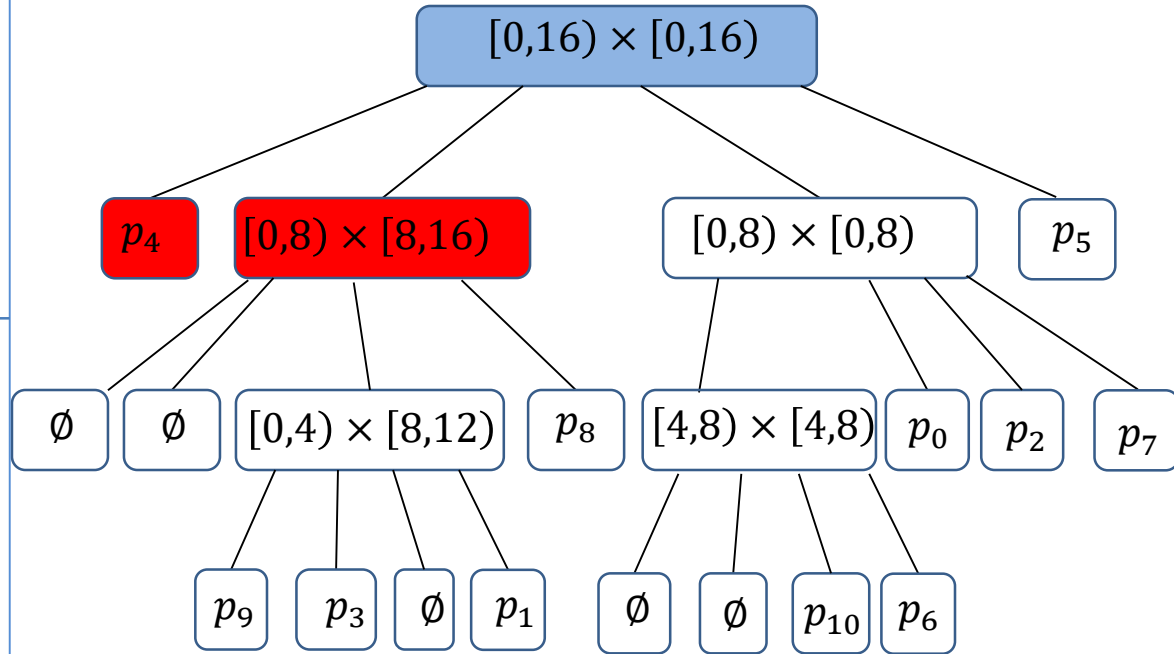 [0,16) × [0,16)
p₄ [0,8) × [8,16) [0,8) × [0,8) p₅
∅ ∅ [0,4) × [8,12) p₈ [4,8) × [4,8) p₀ p₂ p₇
p₉ p₃ ∅ p₁ ∅ ∅ p₁₀ p₆